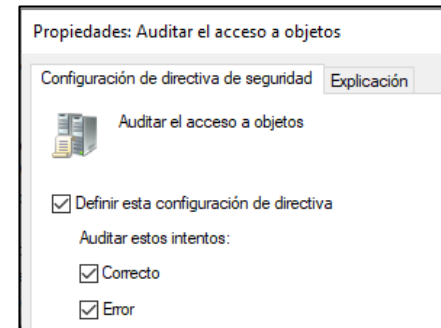 Propiedades: Auditar el acceso a objetos
Configuración de directiva de seguridad Explicación
Auditar el acceso a objetos
Definir esta configuración de directiva
Auditar estos intentos:
Correcto
Error